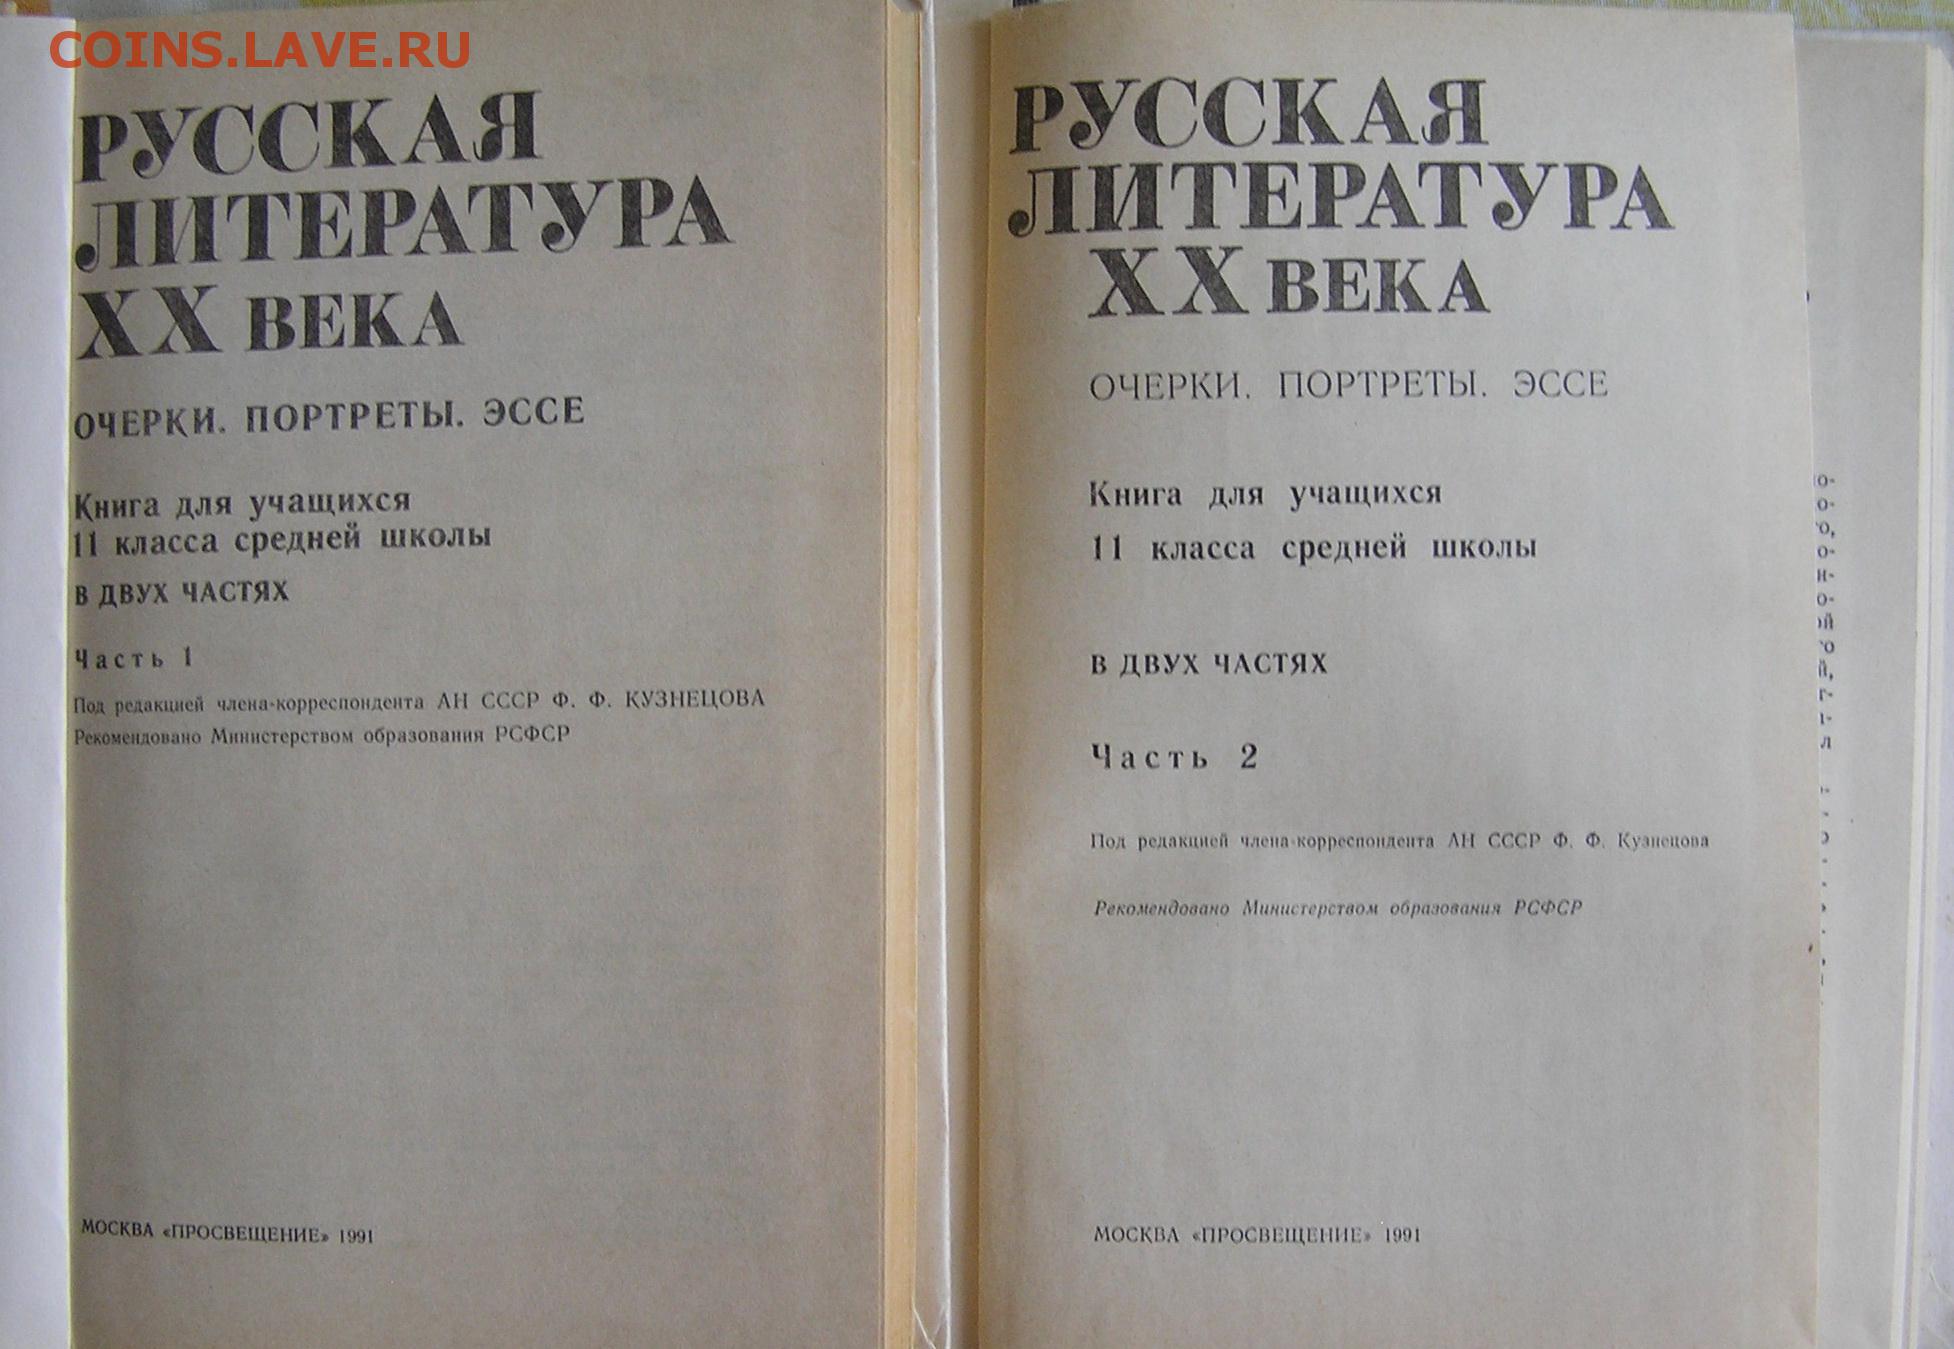 COINS.LAVE.RU
РУССКАЯ
ЛИТЕРАТУРА
XX ВЕКА
ОЧЕРКИ. ПОРТРЕТЫ. ЭССЕ
Книга для учащихся
11 класса средней школы
В ДВУХ ЧАСТЯХ
Часть 1
Под редакцией члена-корреспондента АН СССР Ф. Ф. КУЗНЕЦОВА
Рекомендовано Министерством образования РСФСР
МОСКВА «ПРОСВЕЩЕНИЕ» 1991
РУССКАЯ
ЛИТЕРАТУРА
XX ВЕКА
ОЧЕРКИ. ПОРТРЕТЫ. ЭССЕ
Книга для учащихся
11 класса средней школы
В ДВУХ ЧАСТЯХ
Часть 2
Под редакцией члена-корреспондента АН СССР Ф. Ф. Кузнецова
Рекомендовано Министерством образования РСФСР
МОСКВА «ПРОСВЕЩЕНИЕ» 1991